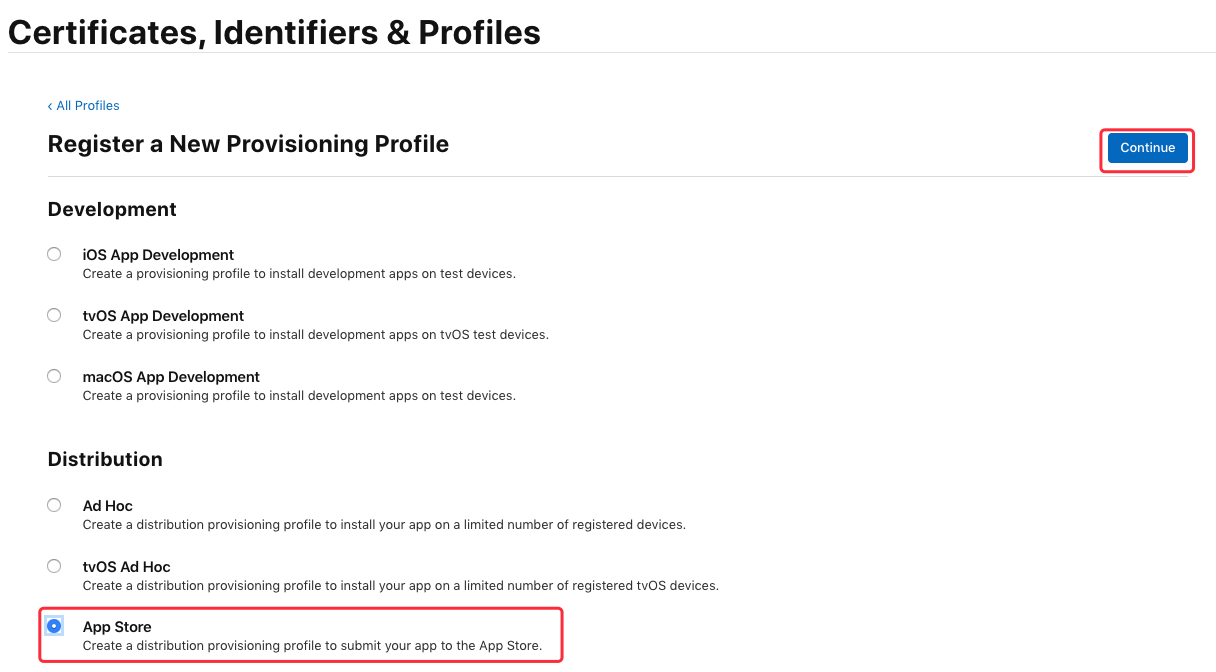 Certificates, Identifiers & Profiles
‹ All Profiles
Register a New Provisioning Profile
Continue
Development
iOS App Development
Create a provisioning profile to install development apps on test devices.
tvOS App Development
Create a provisioning profile to install development apps on tvOS test devices.
macOS App Development
Create a provisioning profile to install development apps on test devices.
Distribution
Ad Hoc
Create a distribution provisioning profile to install your app on a limited number of registered devices.
tvOS Ad Hoc
Create a distribution provisioning profile to install your app on a limited number of registered tvOS devices.
App Store
Create a distribution provisioning profile to submit your app to the App Store.